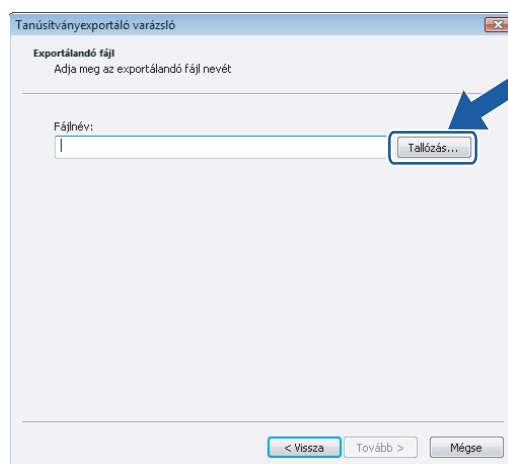 Tanúsítványexportáló varázsló
Exportálandó fájl
Adja meg az exportálandó fájl nevét
Fájlnév:
Tallózás...
< Vissza
Tovább >
Mégse